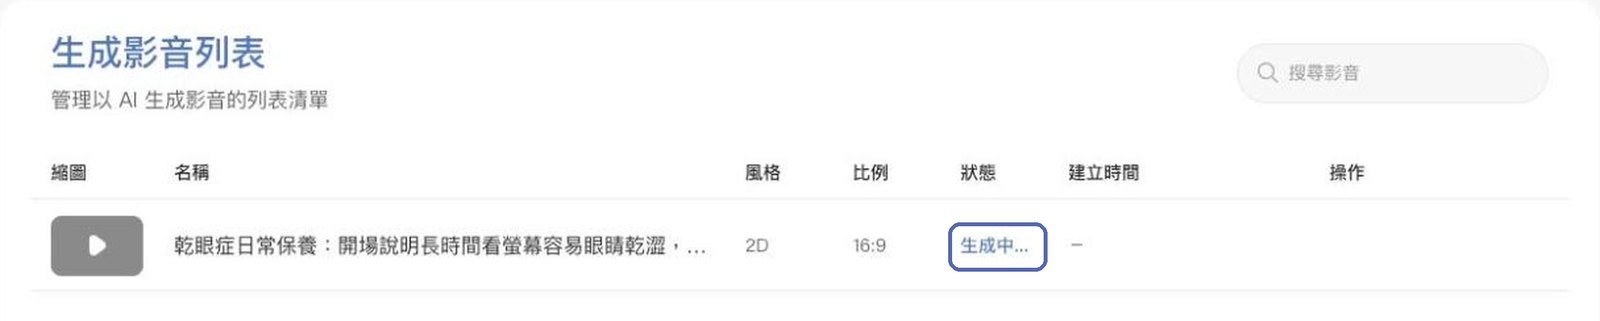 生成影音列表
管理以 AI 生成影音的列表清單
搜尋影音
縮圖 名稱 風格 比例 狀態 建立時間 操作
乾眼症日常保養：開場說明長時間看螢幕容易眼睛乾澀，... 2D 16:9 生成中... –